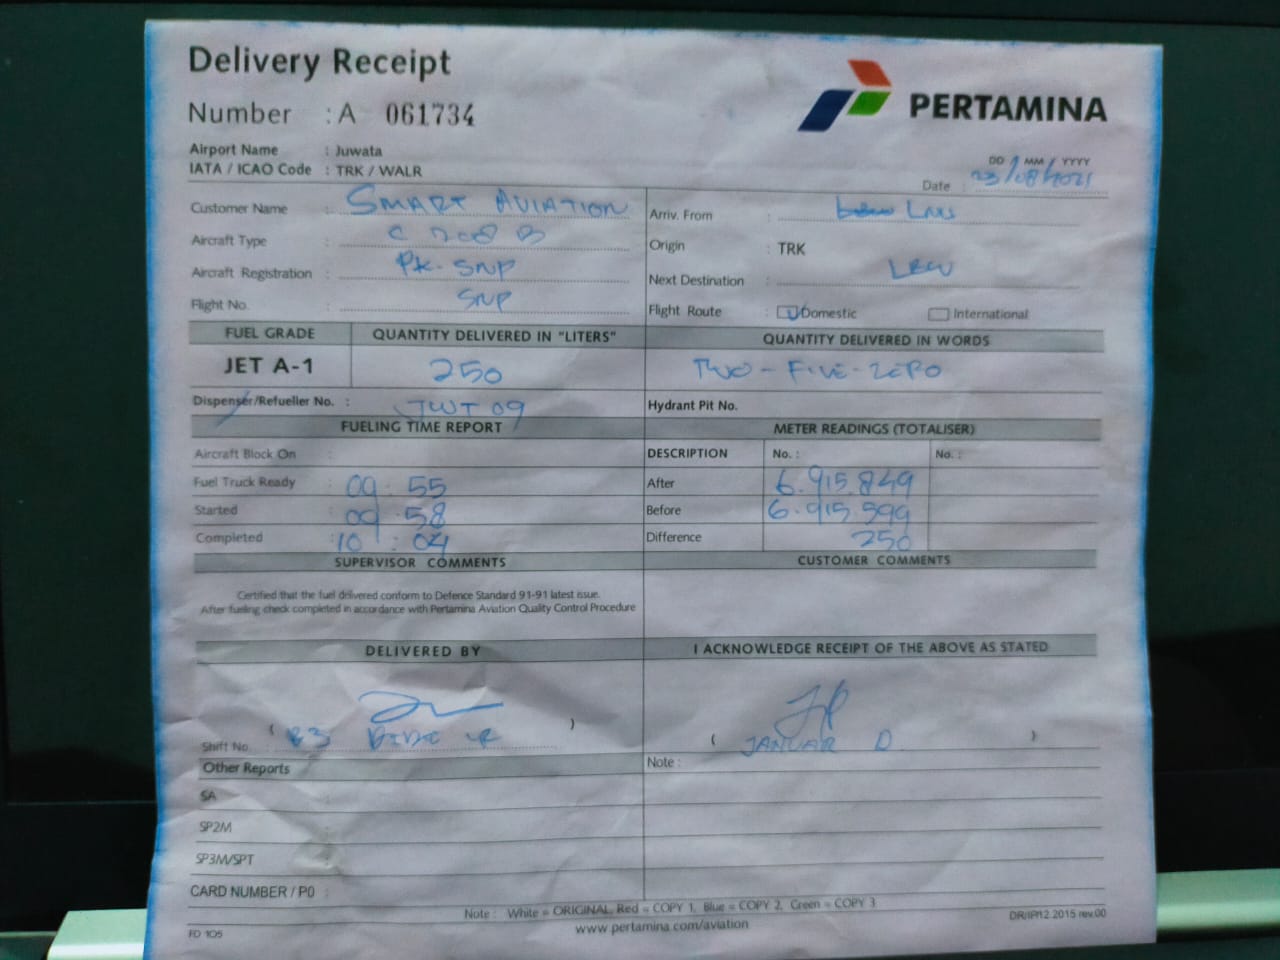 Delivery Receipt
PERTAMINA
Number : A 061734
Airport Name : Juwata
IATA / ICAO Code : TRK / WALR
DD / MM / YYYY
Date : 23/08/2021
Customer Name : SMART AVIATION
Arriv. From :
Aircraft Type : C 208 B
Origin : TRK
Aircraft Registration : PK-SNP
Next Destination :
Flight No. : SNP
Flight Route : Domestic International
FUEL GRADE QUANTITY DELIVERED IN "LITERS" QUANTITY DELIVERED IN WORDS
JET A-1 250 TWO-FIVE-ZERO
Dispenser/Refueller No. : JWT 09 Hydrant Pit No.
FUELING TIME REPORT METER READINGS (TOTALISER)
Aircraft Block On : DESCRIPTION No. : No. :
Fuel Truck Ready : 09:55 After 6.915.849
Started : 09:58 Before 6.915.599
Completed : 10:04 Difference 250
SUPERVISOR COMMENTS CUSTOMER COMMENTS
Certified that the fuel delivered conform to Defence Standard 91-91 latest issue.
After fueling check completed in accordance with Pertamina Aviation Quality Control Procedure
DELIVERED BY I ACKNOWLEDGE RECEIPT OF THE ABOVE AS STATED
Shift No. : ( ) ( JANUAR D )
Other Reports Note :
SA :
SP2M :
SP3M/SPT :
CARD NUMBER / P0 :
Note : White = ORIGINAL, Red = COPY 1, Blue = COPY 2, Green = COPY 3
FD 105 www.pertamina.com/aviation DR/IPI12.2015 rev.00